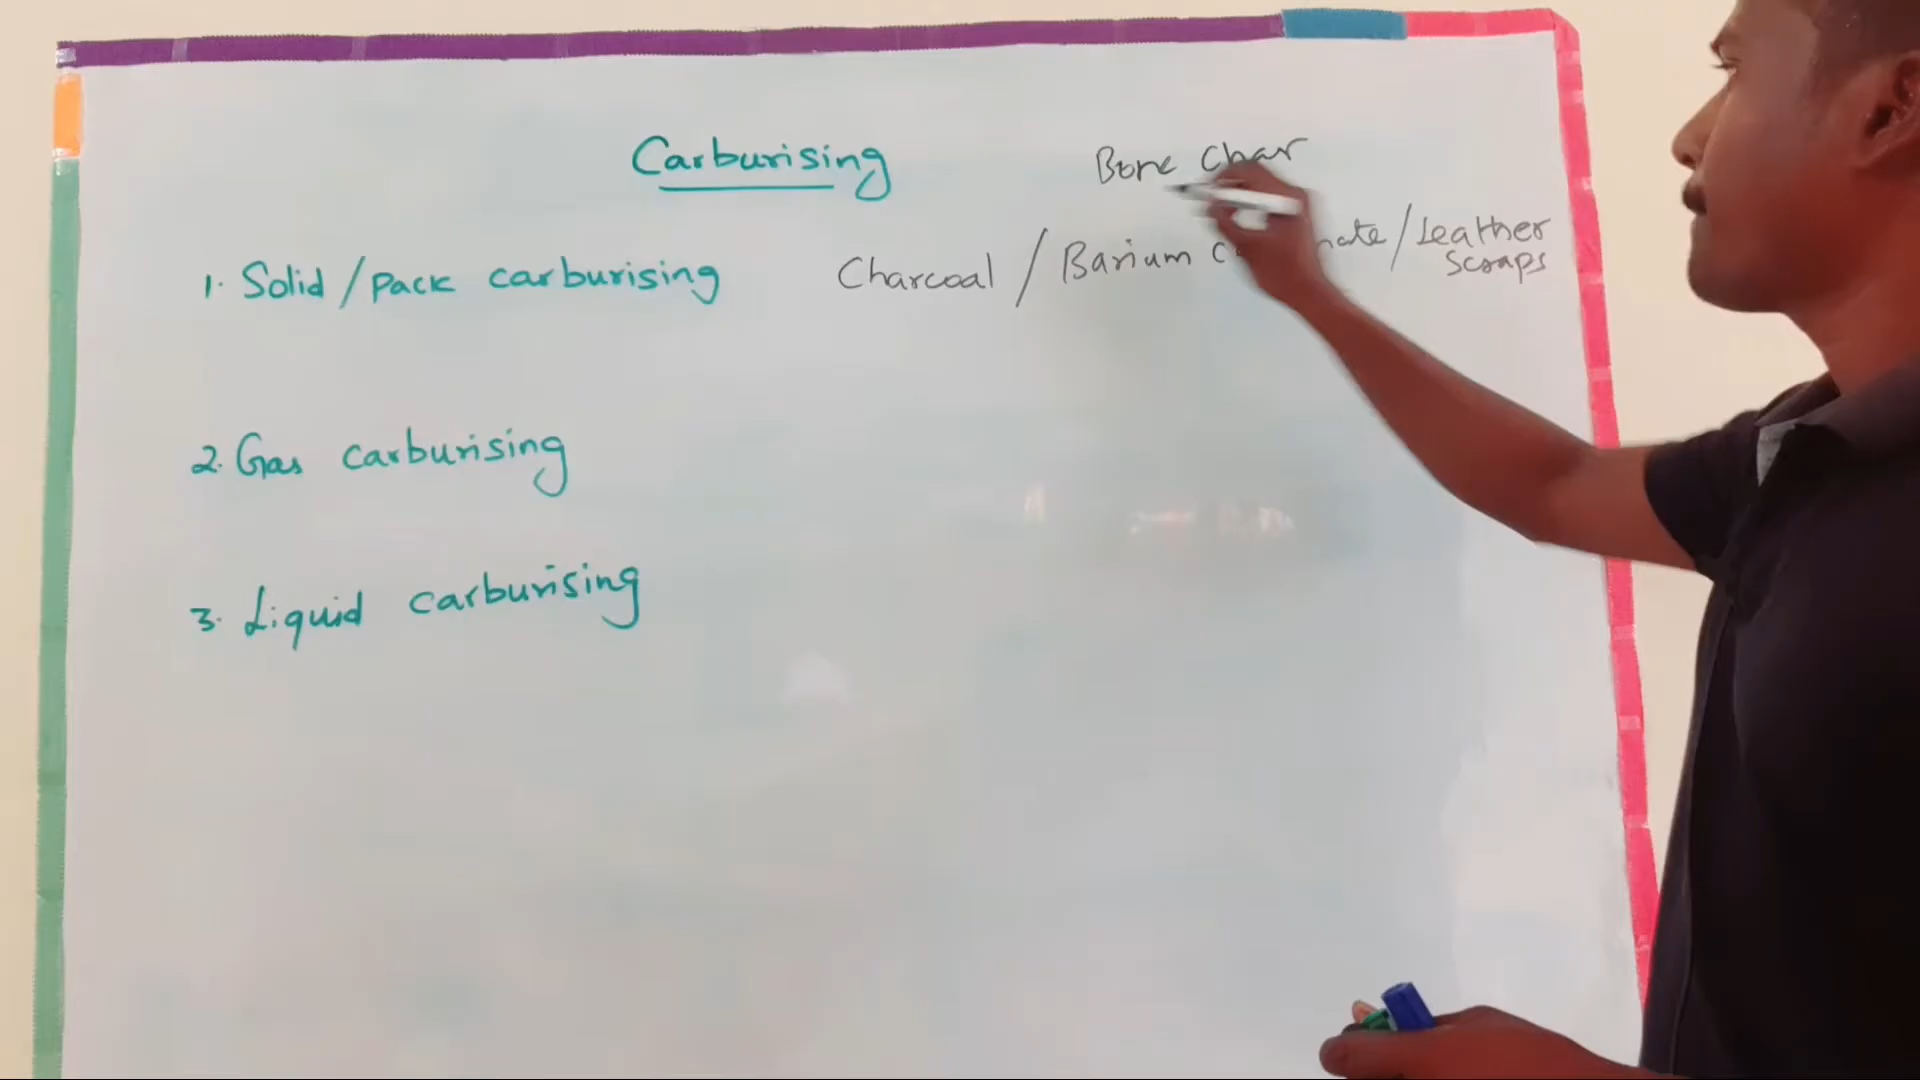 Carburising
Bone Char
1. Solid / pack carburising
Charcoal / Barium / Leather
Scraps
2. Gas carburising
3. Liquid carburising